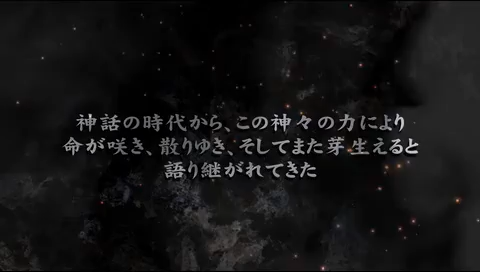 神話の時代から、この神々の力により
命が咲き、散りゆき、そしてまた芽生えると
語り継がれてきた